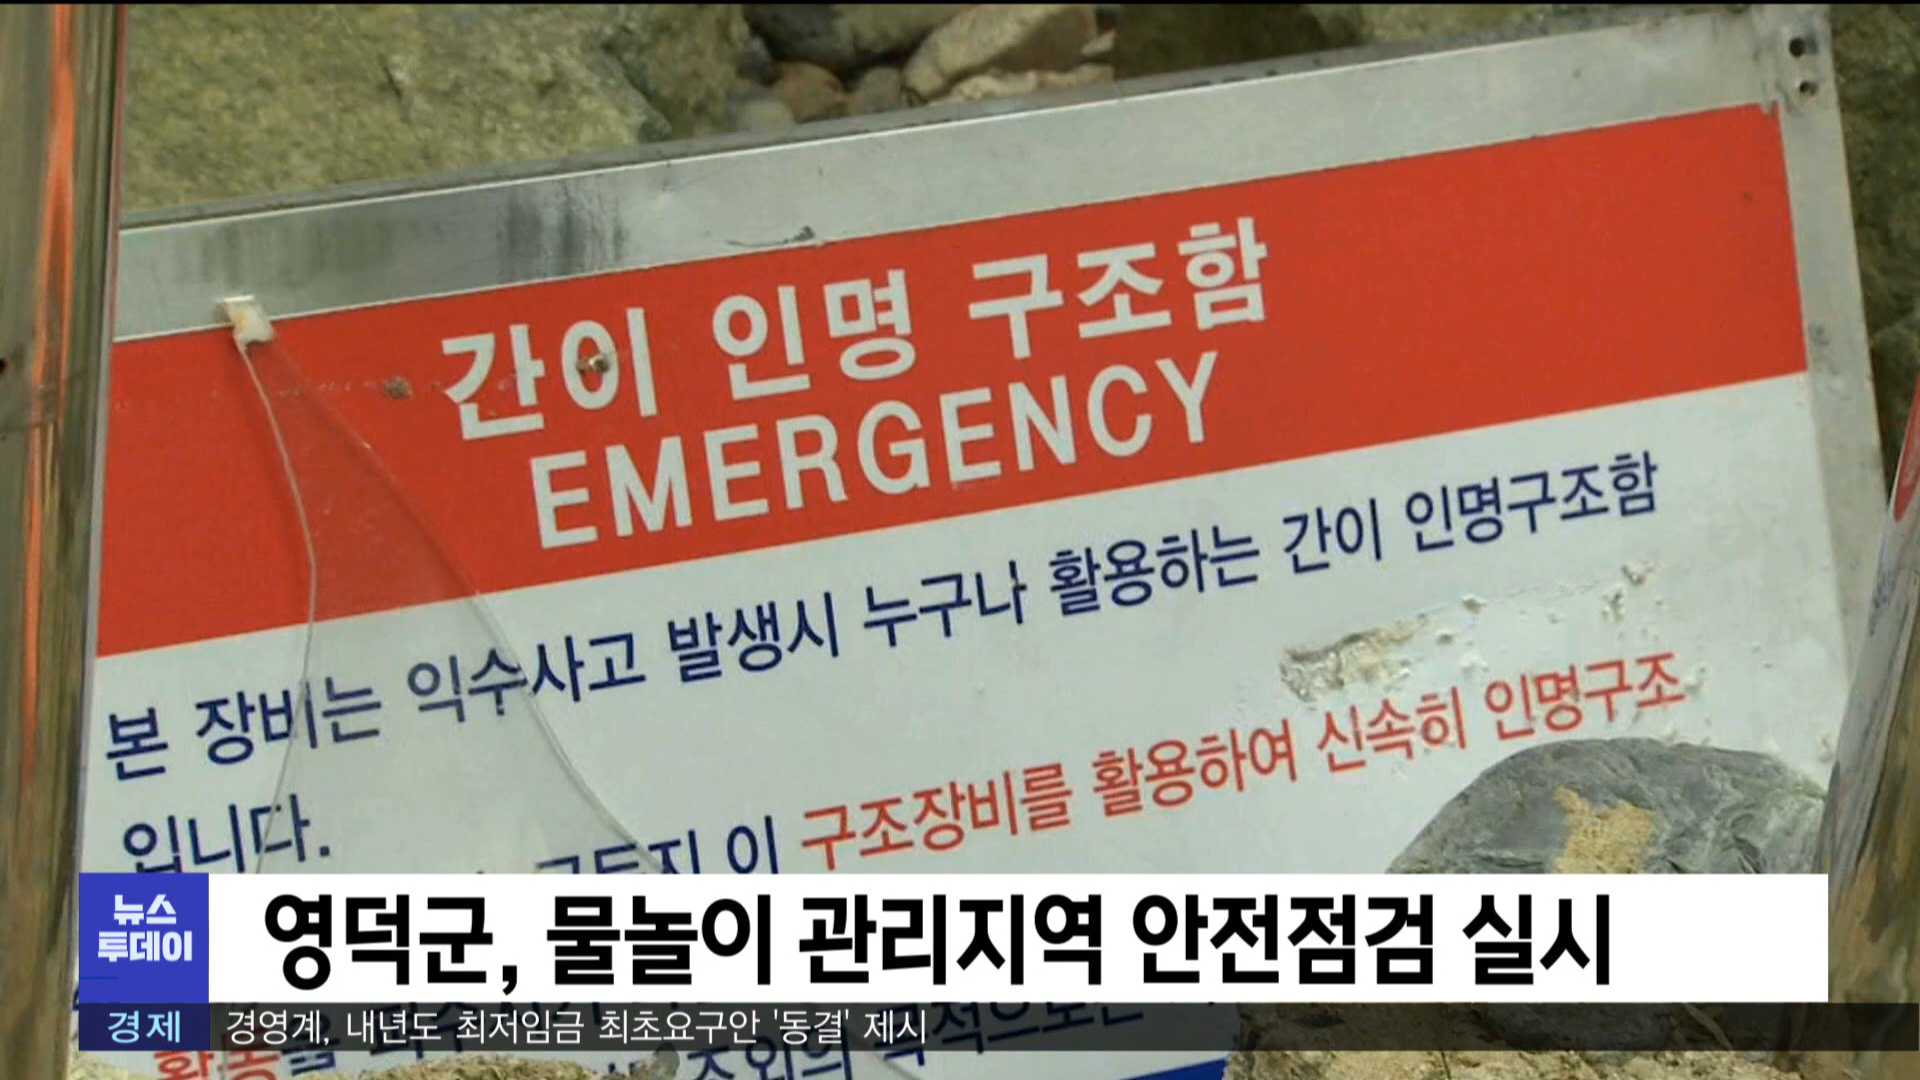 간이 인명 구조함
EMERGENCY
본 장비는 익수사고 발생시 누구나 활용하는 간이 인명구조함
입니다.
이 구조장비를 활용하여 신속히 인명구조
뉴스
투데이
영덕군, 물놀이 관리지역 안전점검 실시
경제
경영계, 내년도 최저임금 최초요구안 '동결' 제시